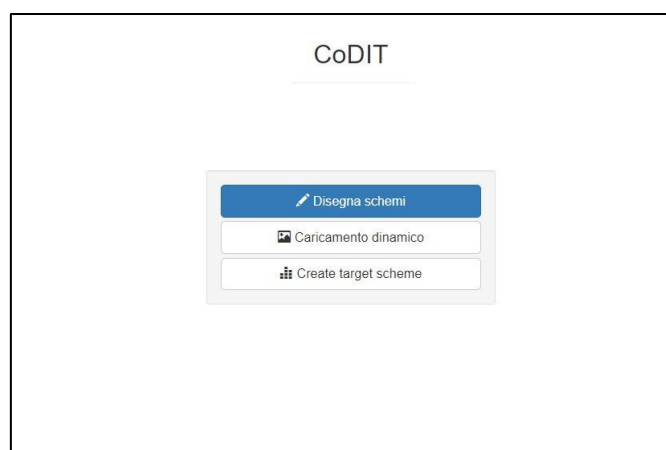 CoDIT
Disegna schemi
Caricamento dinamico
Create target scheme